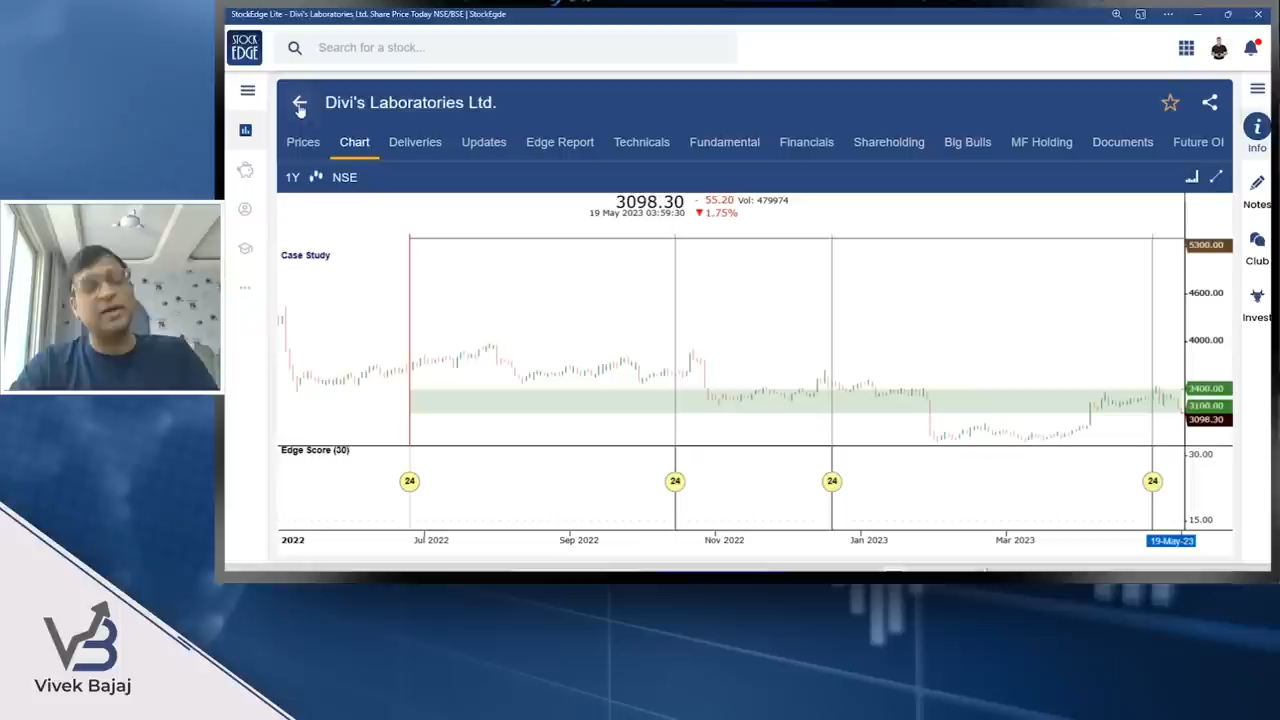 StockEdge Lite - Divi's Laboratories Ltd. Share Price Today NSE/BSE | StockEgde
STOCK
EDGE
Search for a stock...
Divi's Laboratories Ltd.
Prices Chart Deliveries Updates Edge Report Technicals Fundamental Financials Shareholding Big Bulls MF Holding Documents Future OI
1Y NSE
3098.30 - 55.20 Vol: 479974
19 May 2023 03:59:30 ▼1.75%
Case Study
5300.00
4600.00
4000.00
3400.00
3100.00
3098.30
Edge Score (30)
30.00
24 24 24 24
15.00
2022 Jul 2022 Sep 2022 Nov 2022 Jan 2023 Mar 2023 19-May-23
Info
Notes
Club
Invest
VB
Vivek Bajaj